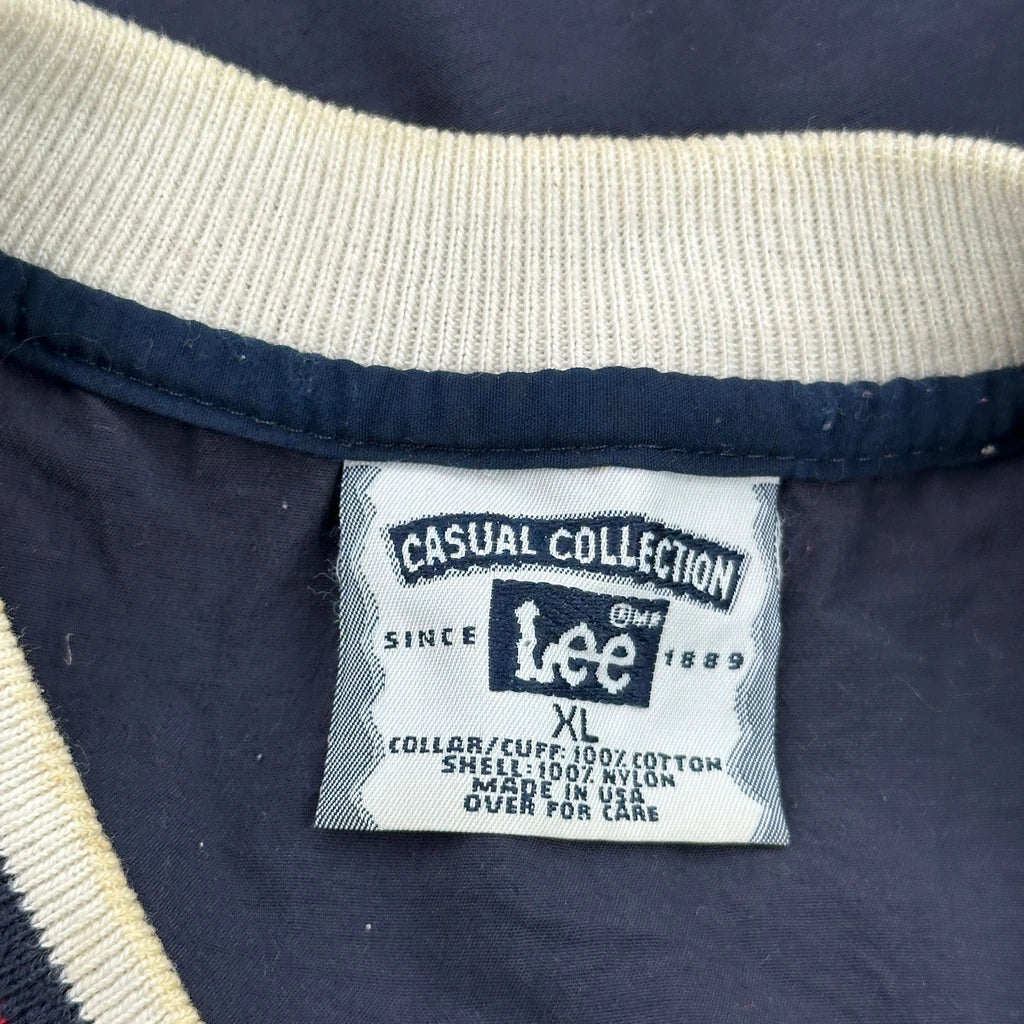 CASUAL COLLECTION
® MR
Lee
SINCE 1889
XL
COLLAR/CUFF: 100% COTTON
SHELL: 100% NYLON
MADE IN USA
OVER FOR CARE